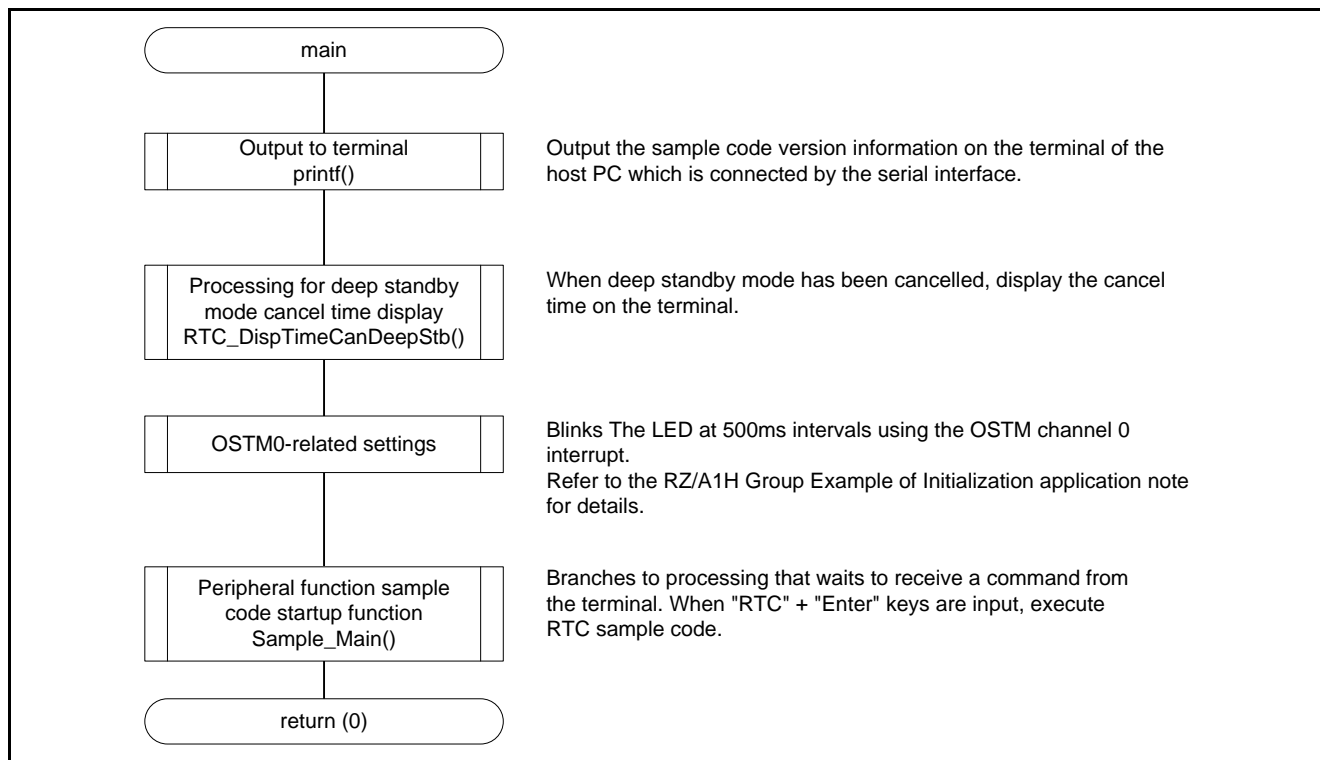 main
Output to terminal
printf()
Output the sample code version information on the terminal of the
host PC which is connected by the serial interface.
Processing for deep standby
mode cancel time display
RTC_DispTimeCanDeepStb()
When deep standby mode has been cancelled, display the cancel
time on the terminal.
OSTM0-related settings
Blinks The LED at 500ms intervals using the OSTM channel 0
interrupt.
Refer to the RZ/A1H Group Example of Initialization application note
for details.
Peripheral function sample
code startup function
Sample_Main()
Branches to processing that waits to receive a command from
the terminal. When "RTC" + "Enter" keys are input, execute
RTC sample code.
return (0)